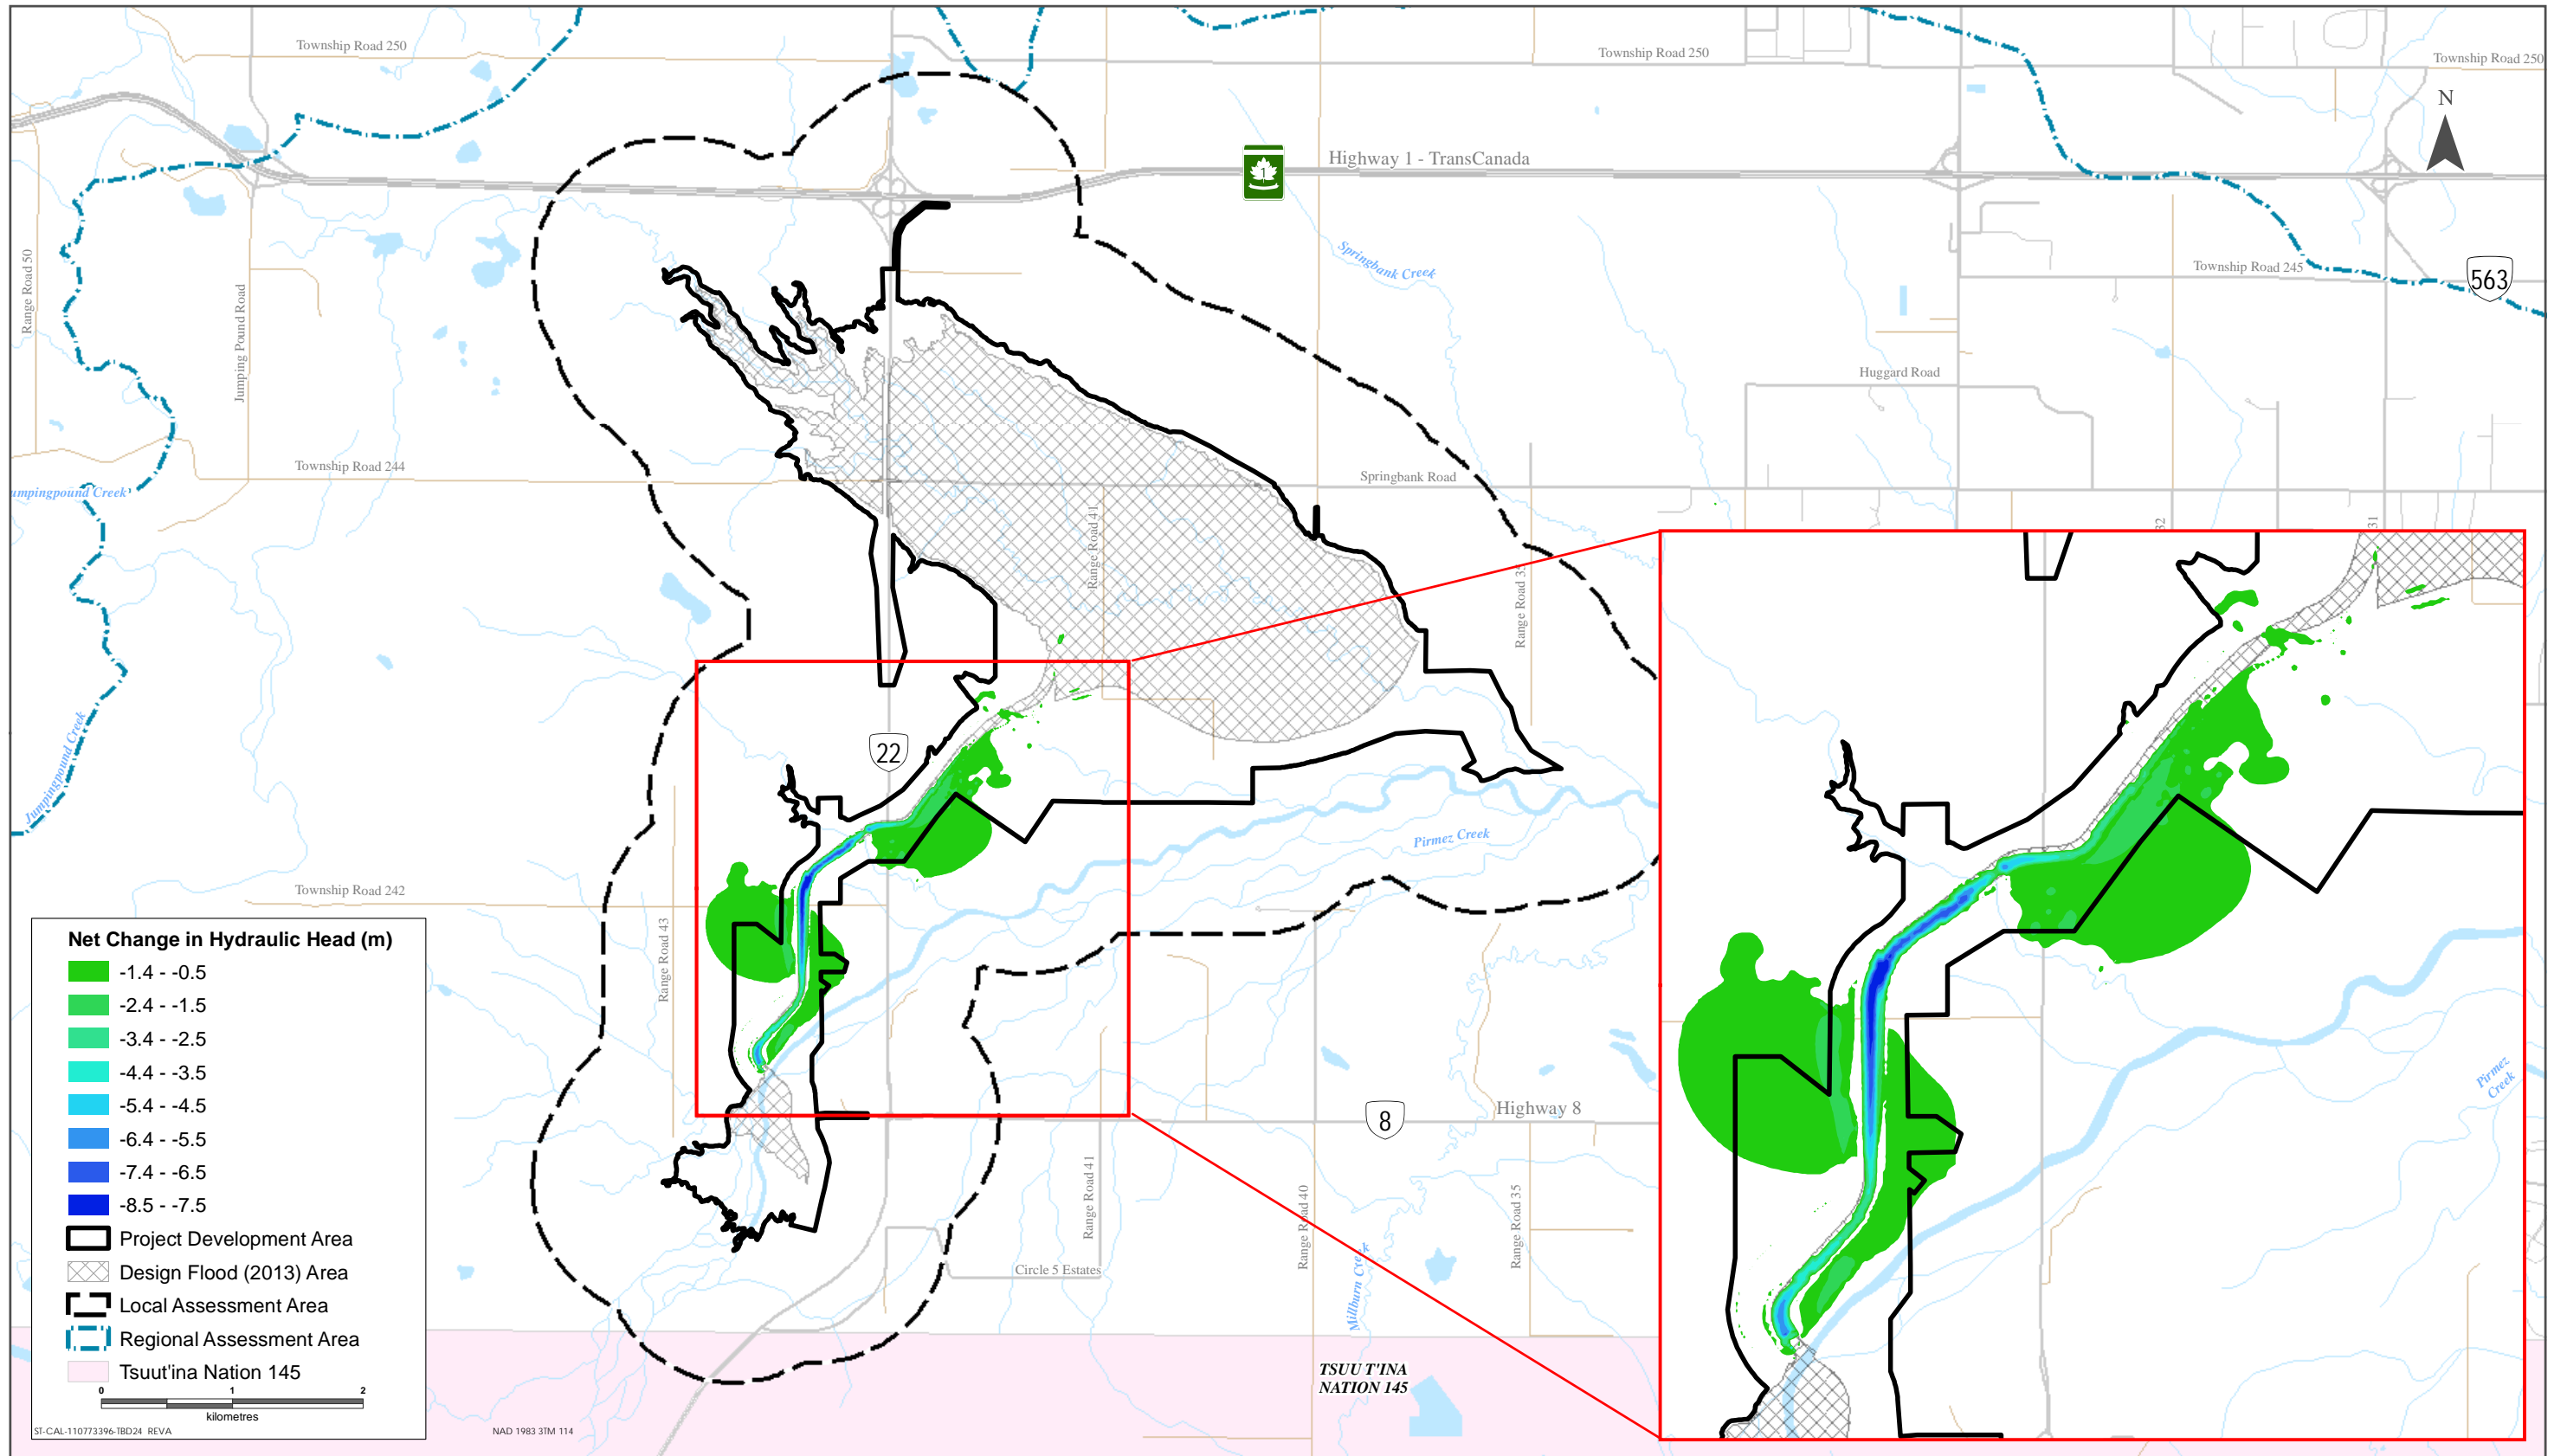 Township Road 250
Township Road 250
Township Road 250
N
Highway 1 - TransCanada
1
Springbank Creek
Township Road 245
563
Range Road 50
Jumping Pound Road
Huggard Road
Township Road 244
Springbank Road
umpingpound Creek
Range Road 41
32
31
Range Road 35
Jumpingpound Creek
22
Pirmez Creek
Township Road 242
Range Road 43
Pirmez
Creek
8
Highway 8
Range Road 41
Range Road 40
Range Road 35
Circle 5 Estates
Millburn Creek
TSUU T'INA
NATION 145
Net Change in Hydraulic Head (m)
-1.4 - -0.5
-2.4 - -1.5
-3.4 - -2.5
-4.4 - -3.5
-5.4 - -4.5
-6.4 - -5.5
-7.4 - -6.5
-8.5 - -7.5
Project Development Area
Design Flood (2013) Area
Local Assessment Area
Regional Assessment Area
Tsuut'ina Nation 145
0 1 2
kilometres
ST-CAL-110773396-TBD24 REVA
NAD 1983 3TM 114